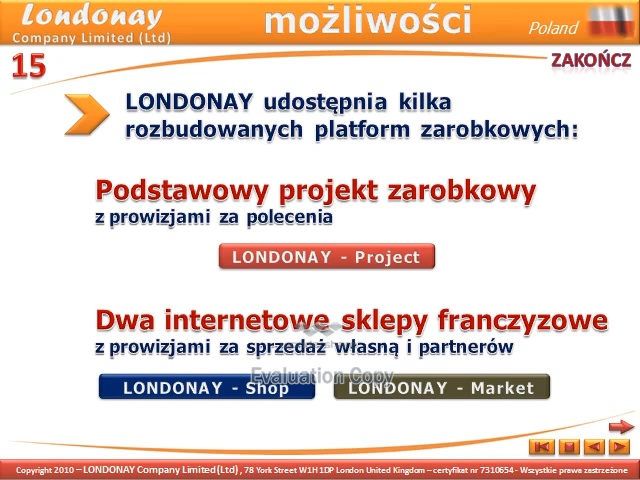 Londonay
Company Limited (Ltd)
możliwości
Poland
15
ZAKOŃCZ
LONDONAY udostępnia kilka
rozbudowanych platform zarobkowych:
Podstawowy projekt zarobkowy
z prowizjami za polecenia
LONDONAY - Project
Dwa internetowe sklepy franczyzowe
z prowizjami za sprzedaż własną i partnerów
Evaluation Copy
LONDONAY - Shop
LONDONAY - Market
Copyright 2010 – LONDONAY Company Limited (Ltd) , 78 York Street W1H 1DP London United Kingdom – certyfikat nr 7310654 - Wszystkie prawa zastrzeżone